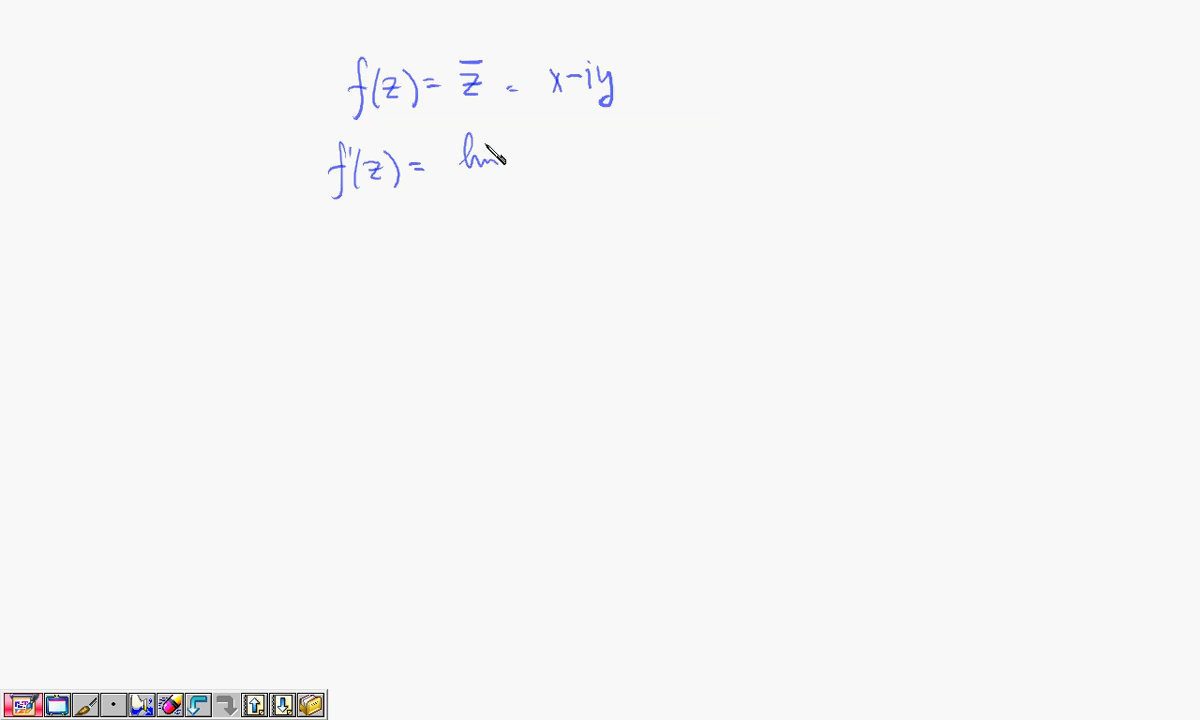 f(z) = z̅ = x-iy
f'(z) = lim